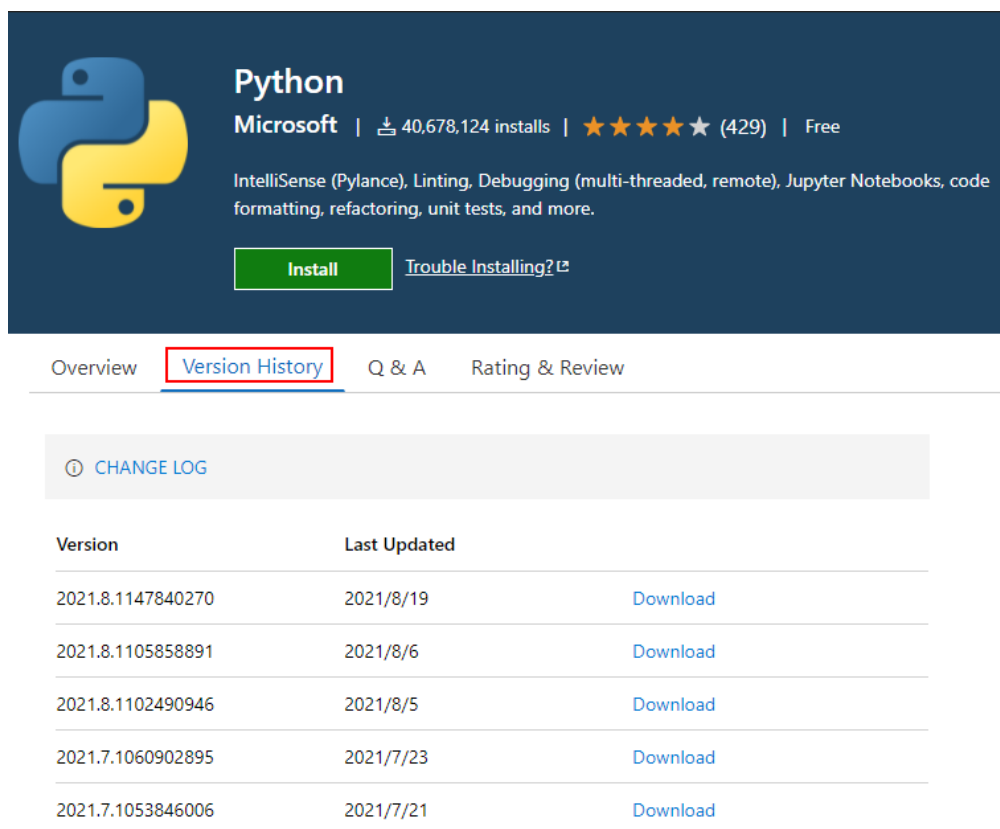 Python
Microsoft | 40,678,124 installs | (429) | Free
IntelliSense (Pylance), Linting, Debugging (multi-threaded, remote), Jupyter Notebooks, code
formatting, refactoring, unit tests, and more.
Install Trouble Installing?
Overview Version History Q & A Rating & Review
CHANGE LOG
Version Last Updated
2021.8.1147840270 2021/8/19 Download
2021.8.1105858891 2021/8/6 Download
2021.8.1102490946 2021/8/5 Download
2021.7.1060902895 2021/7/23 Download
2021.7.1053846006 2021/7/21 Download